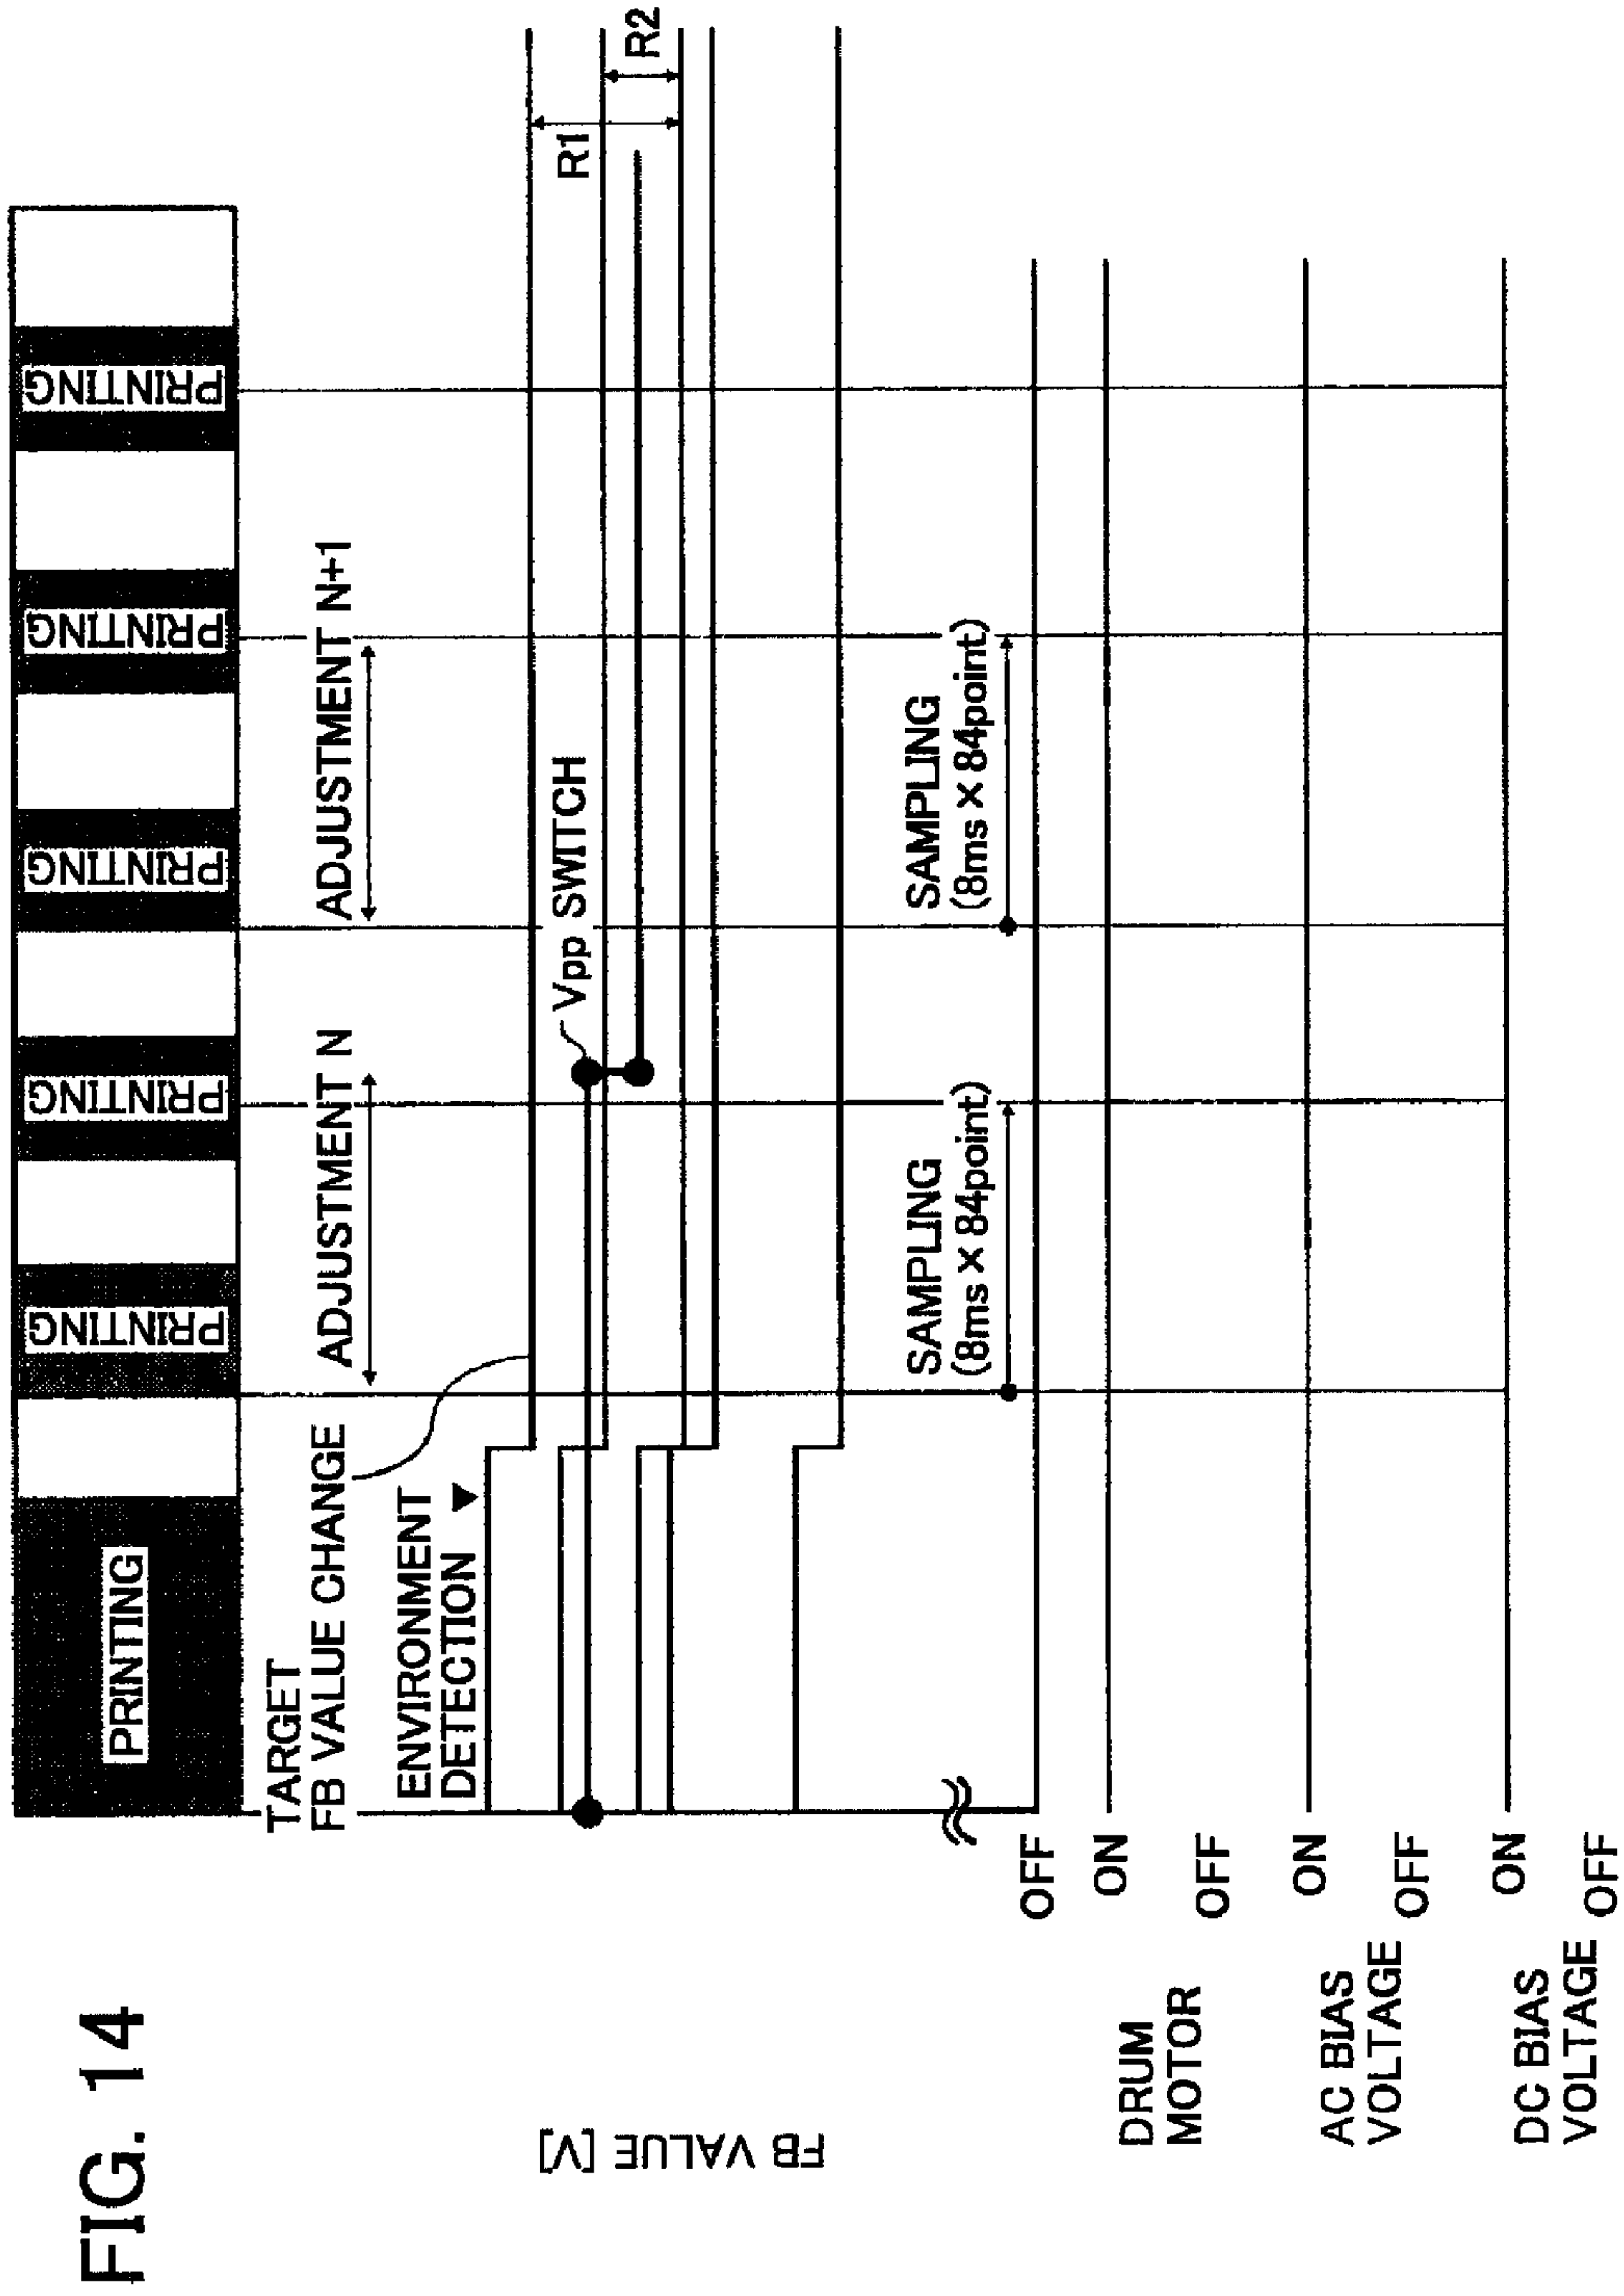 FIG. 14
PRINTING
PRINTING
PRINTING
PRINTING
PRINTING
PRINTING
TARGET
FB VALUE CHANGE
ADJUSTMENT N
ADJUSTMENT N+1
ENVIRONMENT
DETECTION
Vpp SWITCH
R1
R2
FB VALUE [V]
SAMPLING
(8ms × 84point)
SAMPLING
(8ms × 84point)
OFF
DRUM
MOTOR
ON
OFF
AC BIAS
VOLTAGE
ON
OFF
DC BIAS
VOLTAGE
ON
OFF